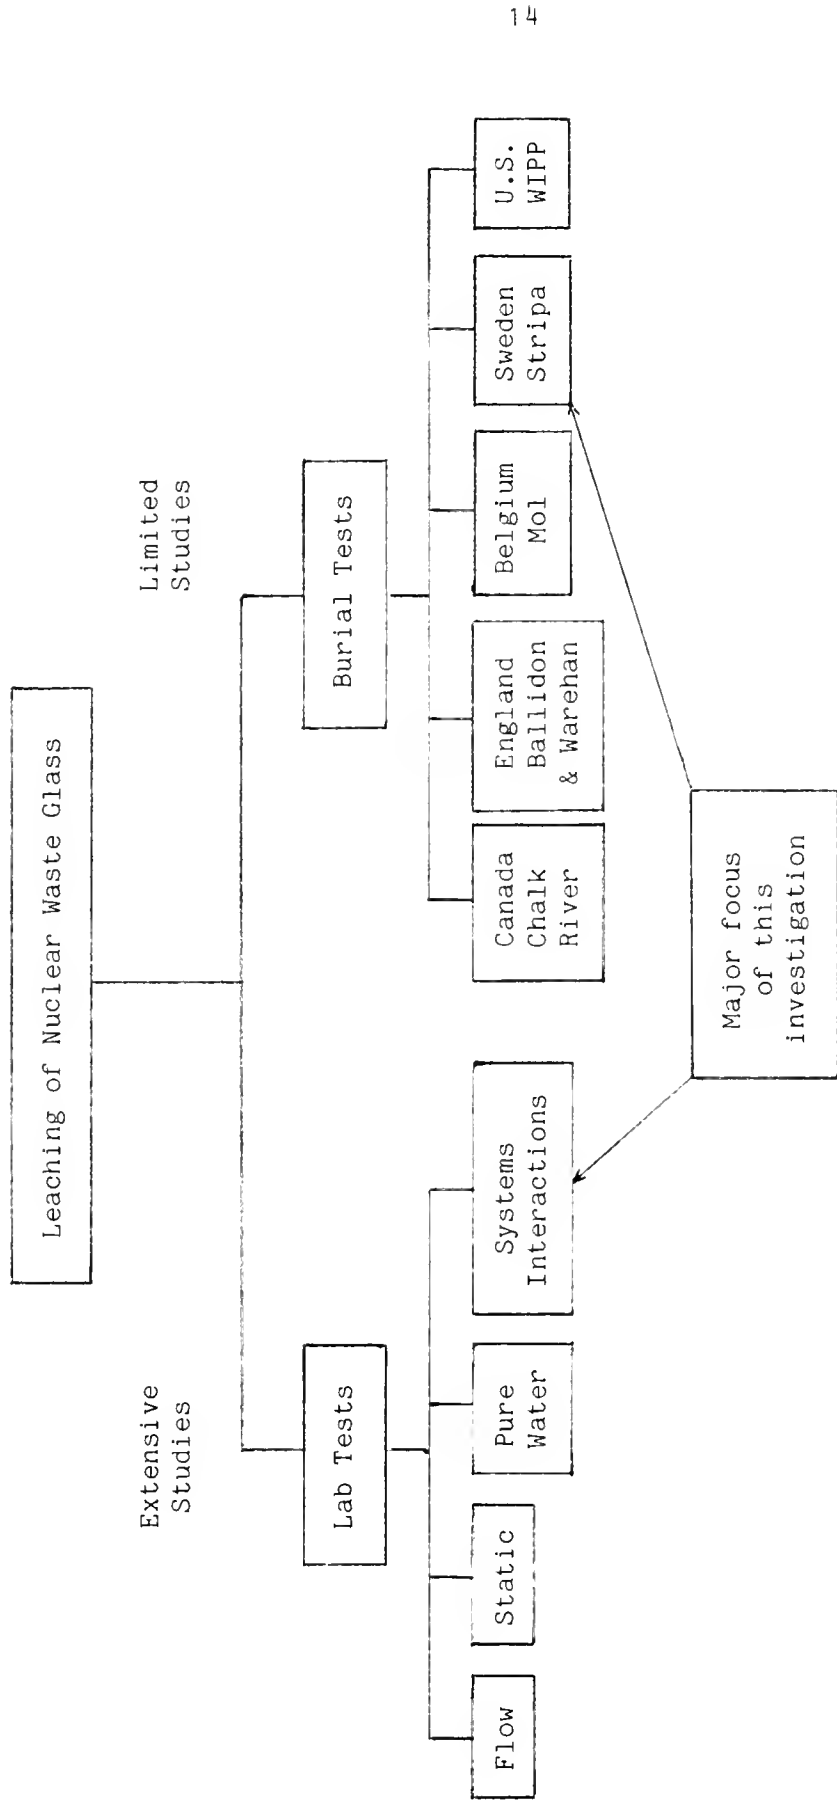 14
Leaching of Nuclear Waste Glass
Extensive
Studies
Limited
Studies
Lab Tests
Burial Tests
Flow
Static
Pure
Water
Systems
Interactions
Canada
Chalk
River
England
Ballidon
& Warehan
Belgium
Mol
Sweden
Stripa
U.S.
WIPP
Major focus
of this
investigation